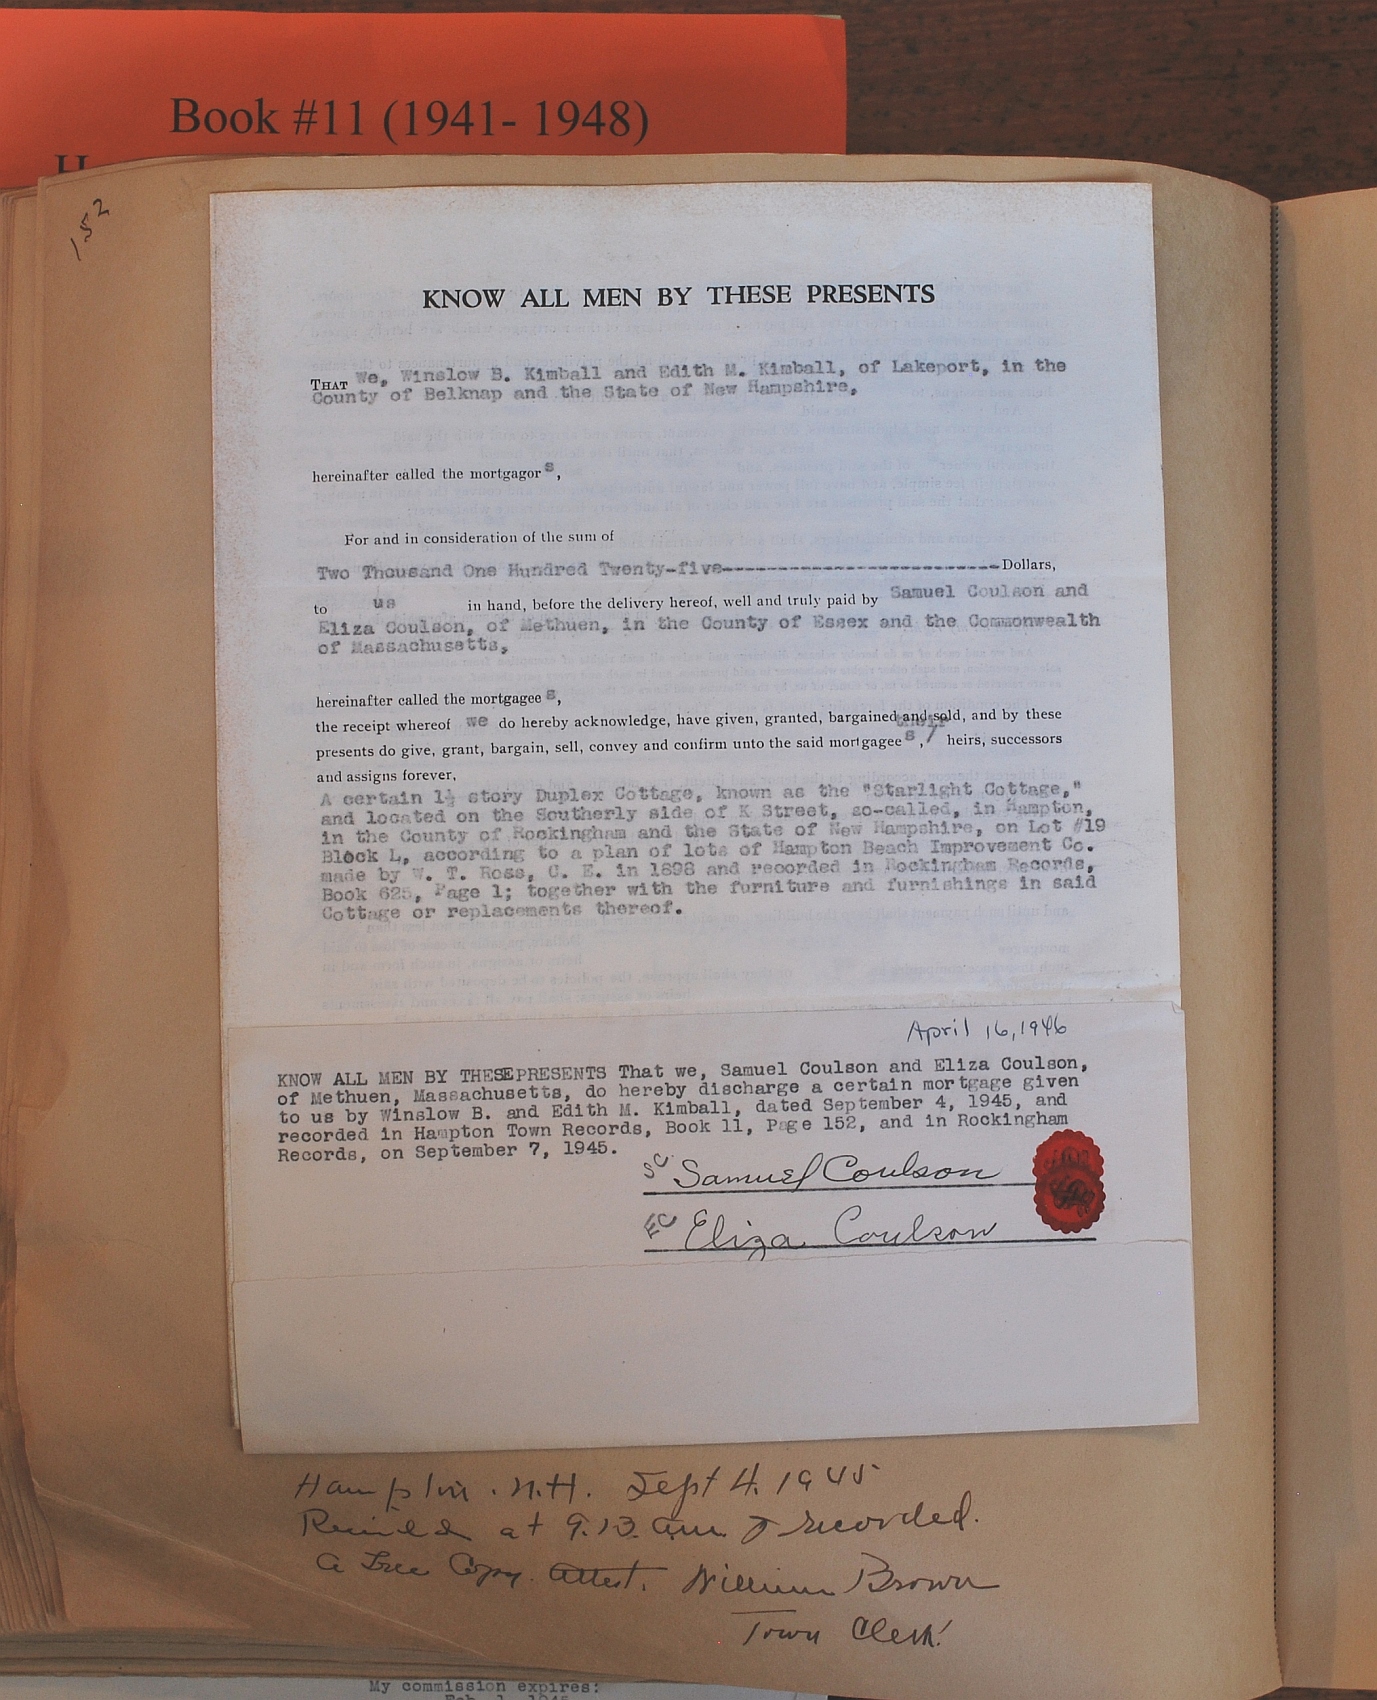 Book #11 (1941- 1948)
H
152
KNOW ALL MEN BY THESE PRESENTS
THAT We, Winslow B. Kimball and Edith M. Kimball, of Lakeport, in the
County of Belknap and the State of New Hampshire,
hereinafter called the mortgagor s,
For and in consideration of the sum of
Two Thousand One Hundred Twenty-five-----------------------------Dollars,
to us in hand, before the delivery hereof, well and truly paid by Samuel Coulson and
Eliza Coulson, of Methuen, in the County of Essex and the Commonwealth
of Massachusetts,
hereinafter called the mortgagee s,
the receipt whereof we do hereby acknowledge, have given, granted, bargained and sold, and by these
presents do give, grant, bargain, sell, convey and confirm unto the said mortgagee s, / their heirs, successors
and assigns forever,
A certain 1½ story Duplex Cottage, known as the "Starlight Cottage,"
and located on the Southerly side of K Street, so-called, in Hampton,
in the County of Rockingham and the State of New Hampshire, on Lot #19
Block L, according to a plan of lots of Hampton Beach Improvement Co.
made by W. T. Ross, C. E. in 1898 and recorded in Rockingham Records,
Book 625, Page 1; together with the furniture and furnishings in said
Cottage or replacements thereof.
April 16, 1946
KNOW ALL MEN BY THESE PRESENTS That we, Samuel Coulson and Eliza Coulson,
of Methuen, Massachusetts, do hereby discharge a certain mortgage given
to us by Winslow B. and Edith M. Kimball, dated September 4, 1945, and
recorded in Hampton Town Records, Book 11, Page 152, and in Rockingham
Records, on September 7, 1945.
SC Samuel Coulson
EC Eliza Coulson
Hampton. N.H. Sept 4. 1945
Received at 9.13. am. & recorded.
A True Copy. Attest. William Brown
Town Clerk.
My commission expires: